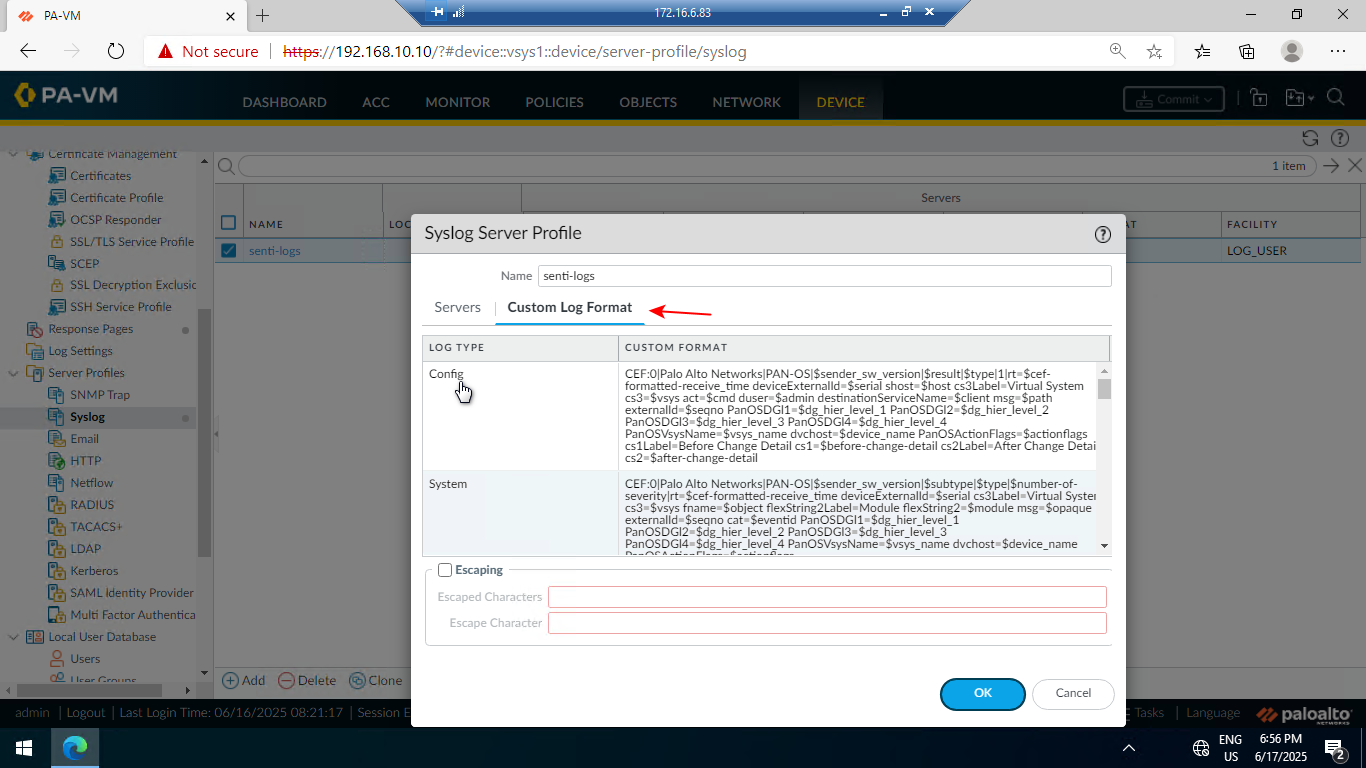 PA-VM
172.16.6.83
Not secure
https://192.168.10.10/?#device::vsys1::device/server-profile/syslog
PA-VM
DASHBOARD
ACC
MONITOR
POLICIES
OBJECTS
NETWORK
DEVICE
Commit
Certificate Management
Certificates
Certificate Profile
OCSP Responder
SSL/TLS Service Profile
SCEP
SSL Decryption Exclusic
SSH Service Profile
Response Pages
Log Settings
Server Profiles
SNMP Trap
Syslog
Email
HTTP
Netflow
RADIUS
TACACS+
LDAP
Kerberos
SAML Identity Provider
Multi Factor Authentica
Local User Database
Users
User Groups
1 item
Servers
NAME
LOC
AT
FACILITY
senti-logs
LOG_USER
Syslog Server Profile
Name
senti-logs
Servers
Custom Log Format
LOG TYPE
CUSTOM FORMAT
Config
CEF:0|Palo Alto Networks|PAN-OS|$sender_sw_version|$result|$type|1|rt=$cef-
formatted-receive_time deviceExternalId=$serial shost=$host cs3Label=Virtual System
cs3=$vsys act=$cmd duser=$admin destinationServiceName=$client msg=$path
externalId=$seqno PanOSDGl1=$dg_hier_level_1 PanOSDGl2=$dg_hier_level_2
PanOSDGl3=$dg_hier_level_3 PanOSDGl4=$dg_hier_level_4
PanOSVsysName=$vsys_name dvchost=$device_name PanOSActionFlags=$actionflags
cs1Label=Before Change Detail cs1=$before-change-detail cs2Label=After Change Detai
cs2=$after-change-detail
System
CEF:0|Palo Alto Networks|PAN-OS|$sender_sw_version|$subtype|$type|$number-of-
severity|rt=$cef-formatted-receive_time deviceExternalId=$serial cs3Label=Virtual System
cs3=$vsys fname=$object flexString2Label=Module flexString2=$module msg=$opaque
externalId=$seqno cat=$eventid PanOSDGl1=$dg_hier_level_1
PanOSDGl2=$dg_hier_level_2 PanOSDGl3=$dg_hier_level_3
PanOSDGl4=$dg_hier_level_4 PanOSVsysName=$vsys_name dvchost=$device_name
PanOSActionFlags=$actionflags
Escaping
Escaped Characters
Escape Character
OK
Cancel
Add
Delete
Clone
admin | Logout | Last Login Time: 06/16/2025 08:21:17 | Session E
Tasks | Language
paloalto
NETWORKS
ENG
US
6:56 PM
6/17/2025
2